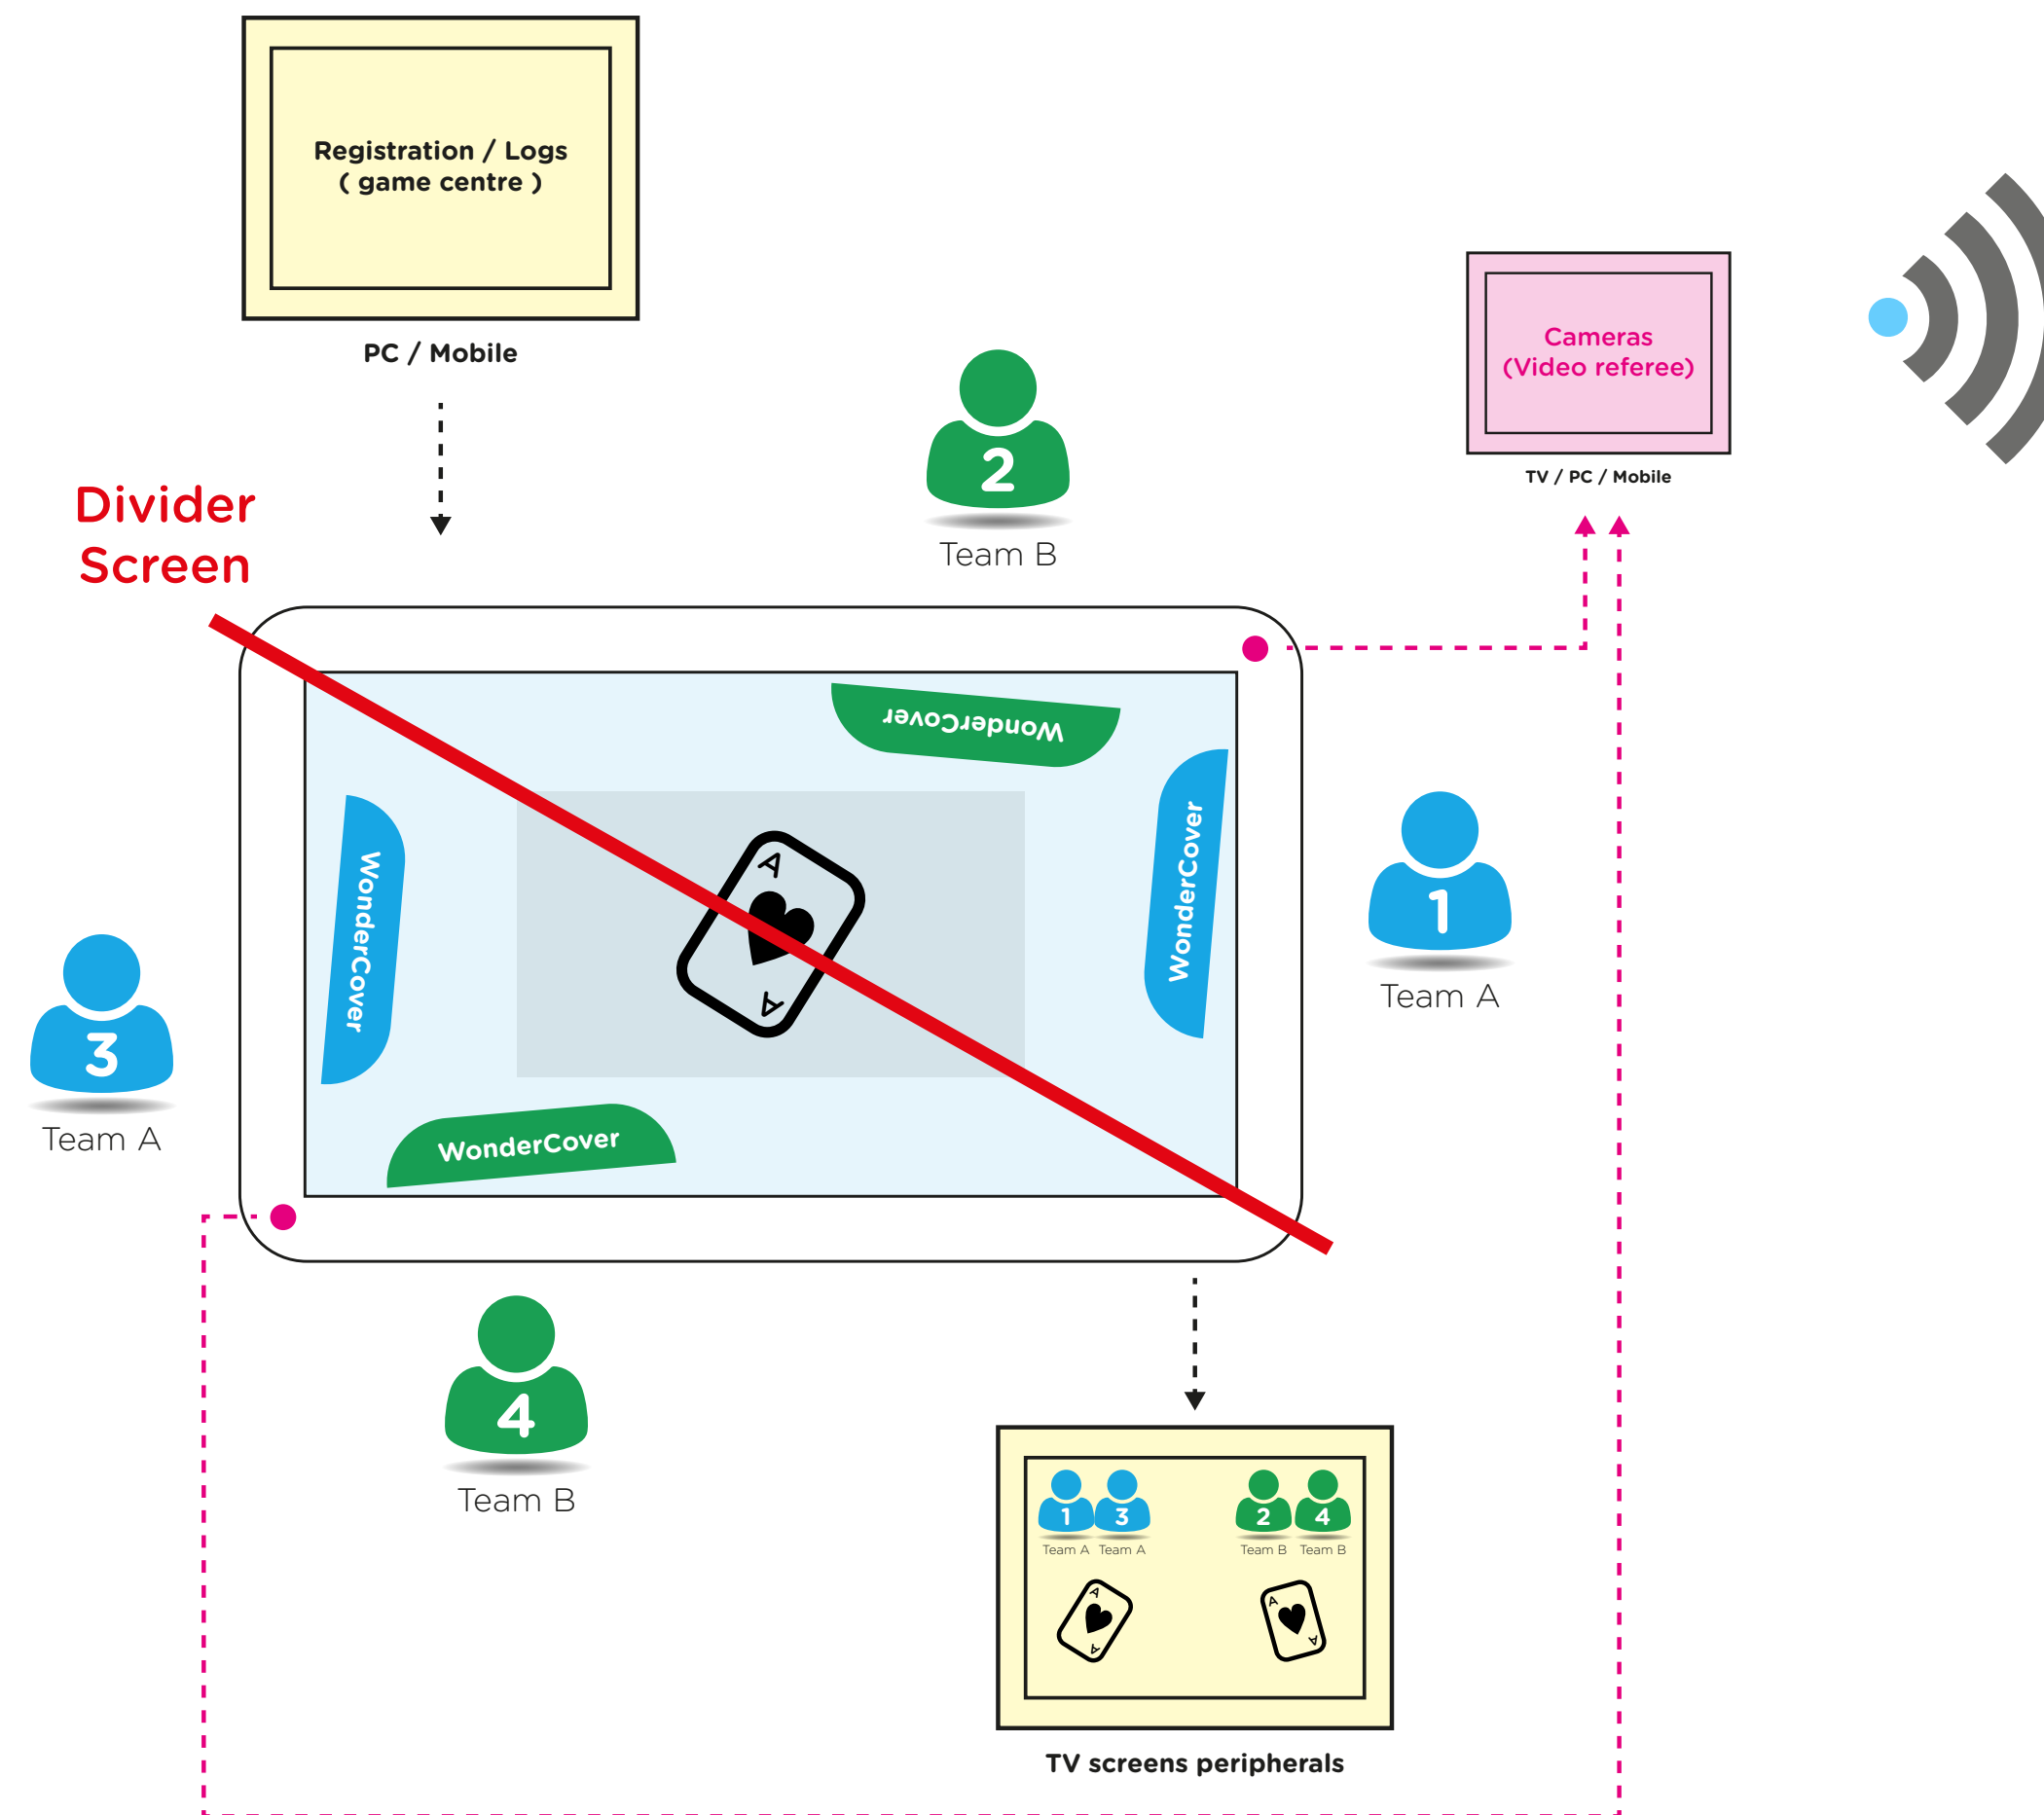 Registration / Logs
( game centre )
PC / Mobile
Cameras
(Video referee)
TV / PC / Mobile
Divider
Screen
2
Team B
WonderCover
WonderCover
WonderCover
WonderCover
A
A
1
Team A
3
Team A
4
Team B
1
3
2
4
Team A
Team A
Team B
Team B
A
A
A
A
TV screens peripherals